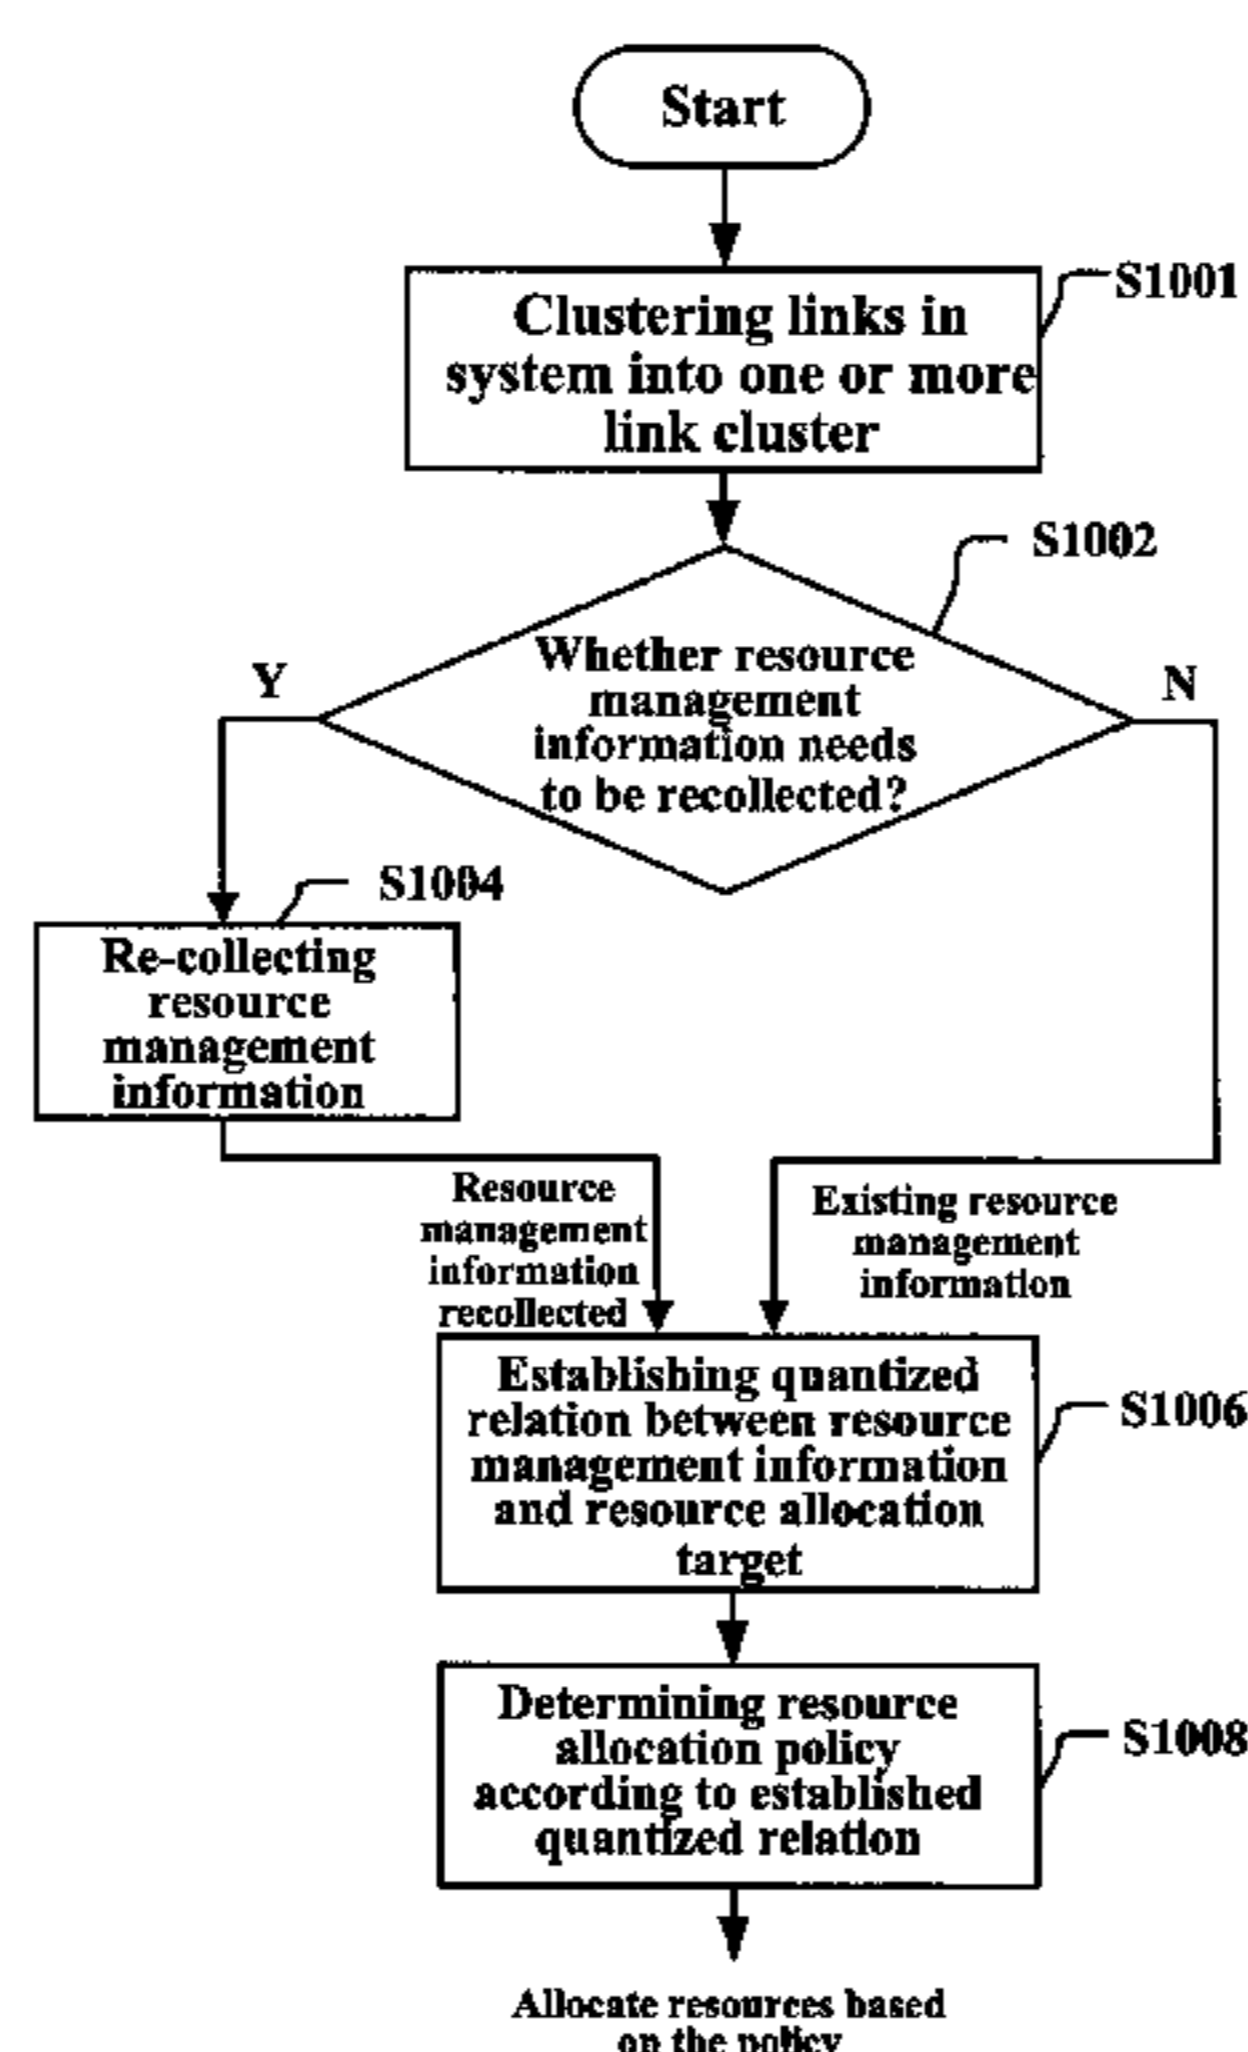 Start
S1001
Clustering links in
system into one or more
link cluster
S1002
Whether resource
management
information needs
to be recollected?
Y
N
S1004
Re-collecting
resource
management
information
Resource
management
information
recollected
Existing resource
management
information
Establishing quantized
relation between resource
management information
and resource allocation
target
S1006
Determining resource
allocation policy
according to established
quantized relation
S1008
Allocate resources based
on the policy